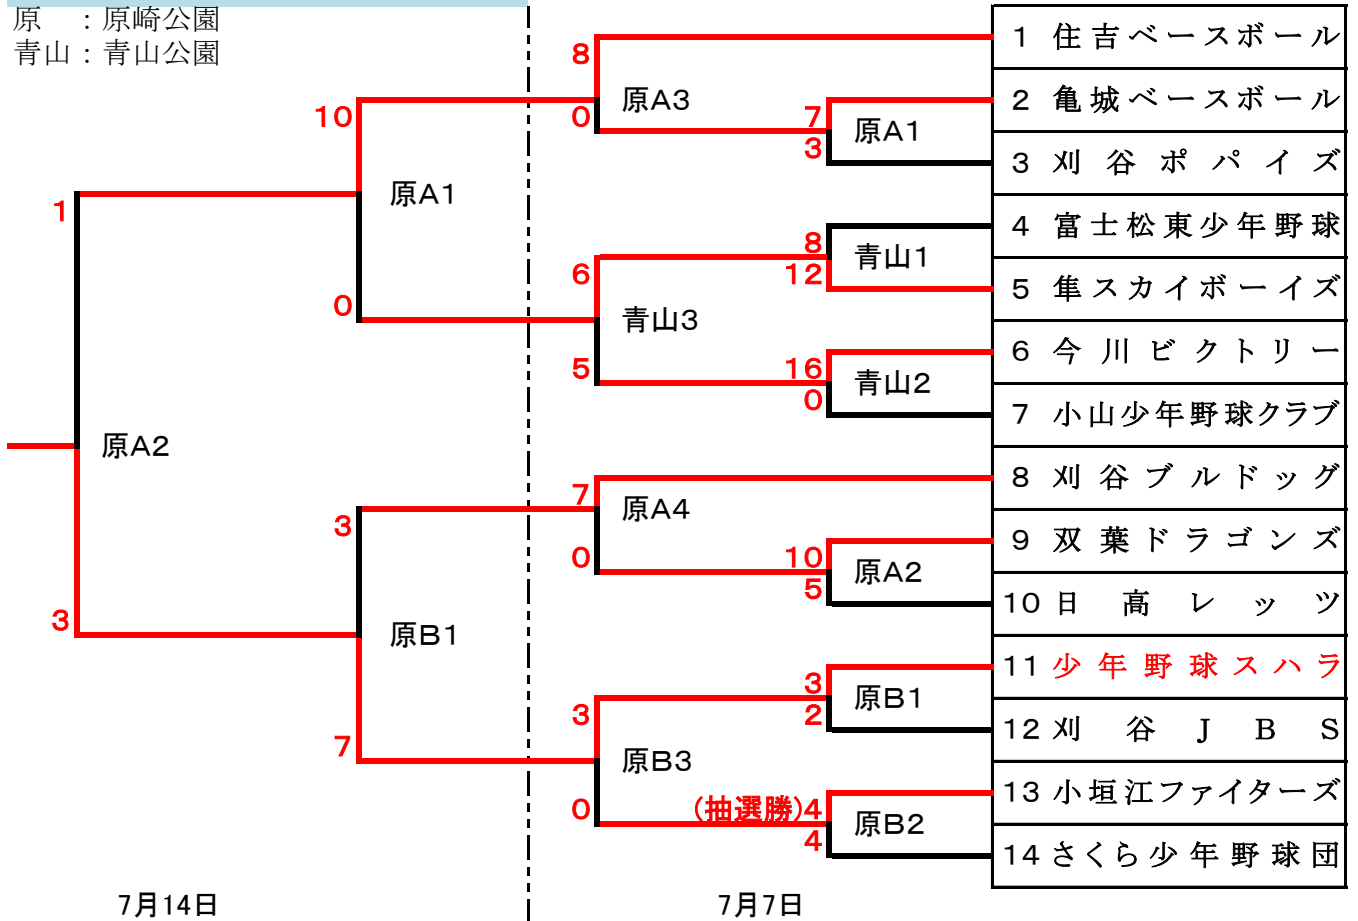 原　：原崎公園
青山：青山公園
8
1 住吉ベースボール
10
0
原A3
7
2 亀城ベースボール
原A1
3
3 刈谷ポパイズ
1
原A1
8
4 富士松東少年野球
青山1
6
12
5 隼スカイボーイズ
0
青山3
5
16
6 今川ビクトリー
青山2
0
7 小山少年野球クラブ
原A2
7
8 刈谷ブルドッグ
3
原A4
0
10
9 双葉ドラゴンズ
原A2
5
10 日高レッツ
3
原B1
3
11 少年野球スハラ
原B1
3
2
12 刈谷JBS
7
原B3
0
(抽選勝)4
13 小垣江ファイターズ
原B2
4
14 さくら少年野球団
7月14日
7月7日